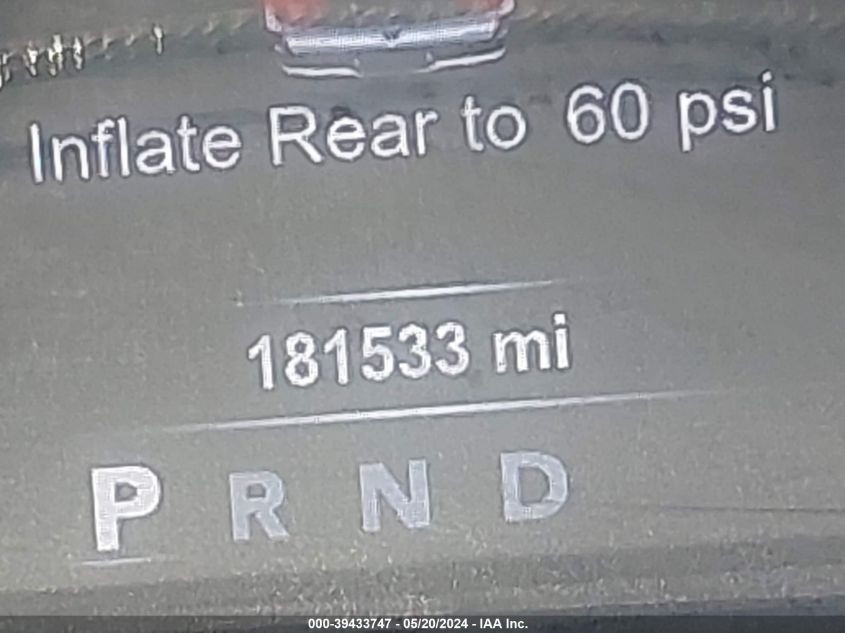 Inflate Rear to 60 psi
181533 mi
P R N D
000-39433747 - 05/20/2024 - IAA Inc.